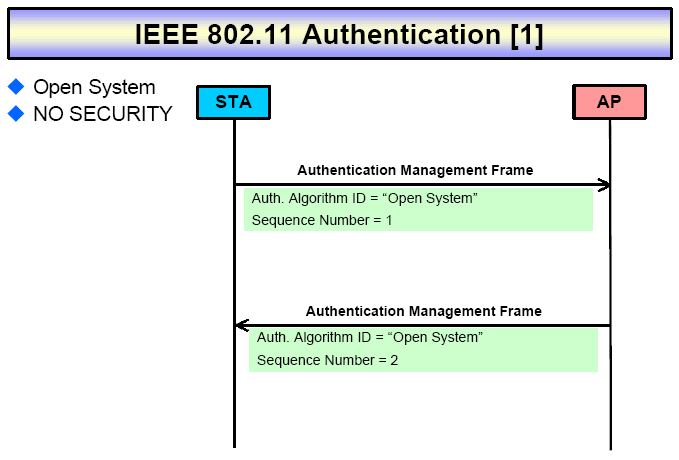 IEEE 802.11 Authentication [1]
Open System
NO SECURITY
STA
AP
Authentication Management Frame
Auth. Algorithm ID = “Open System”
Sequence Number = 1
Authentication Management Frame
Auth. Algorithm ID = “Open System”
Sequence Number = 2